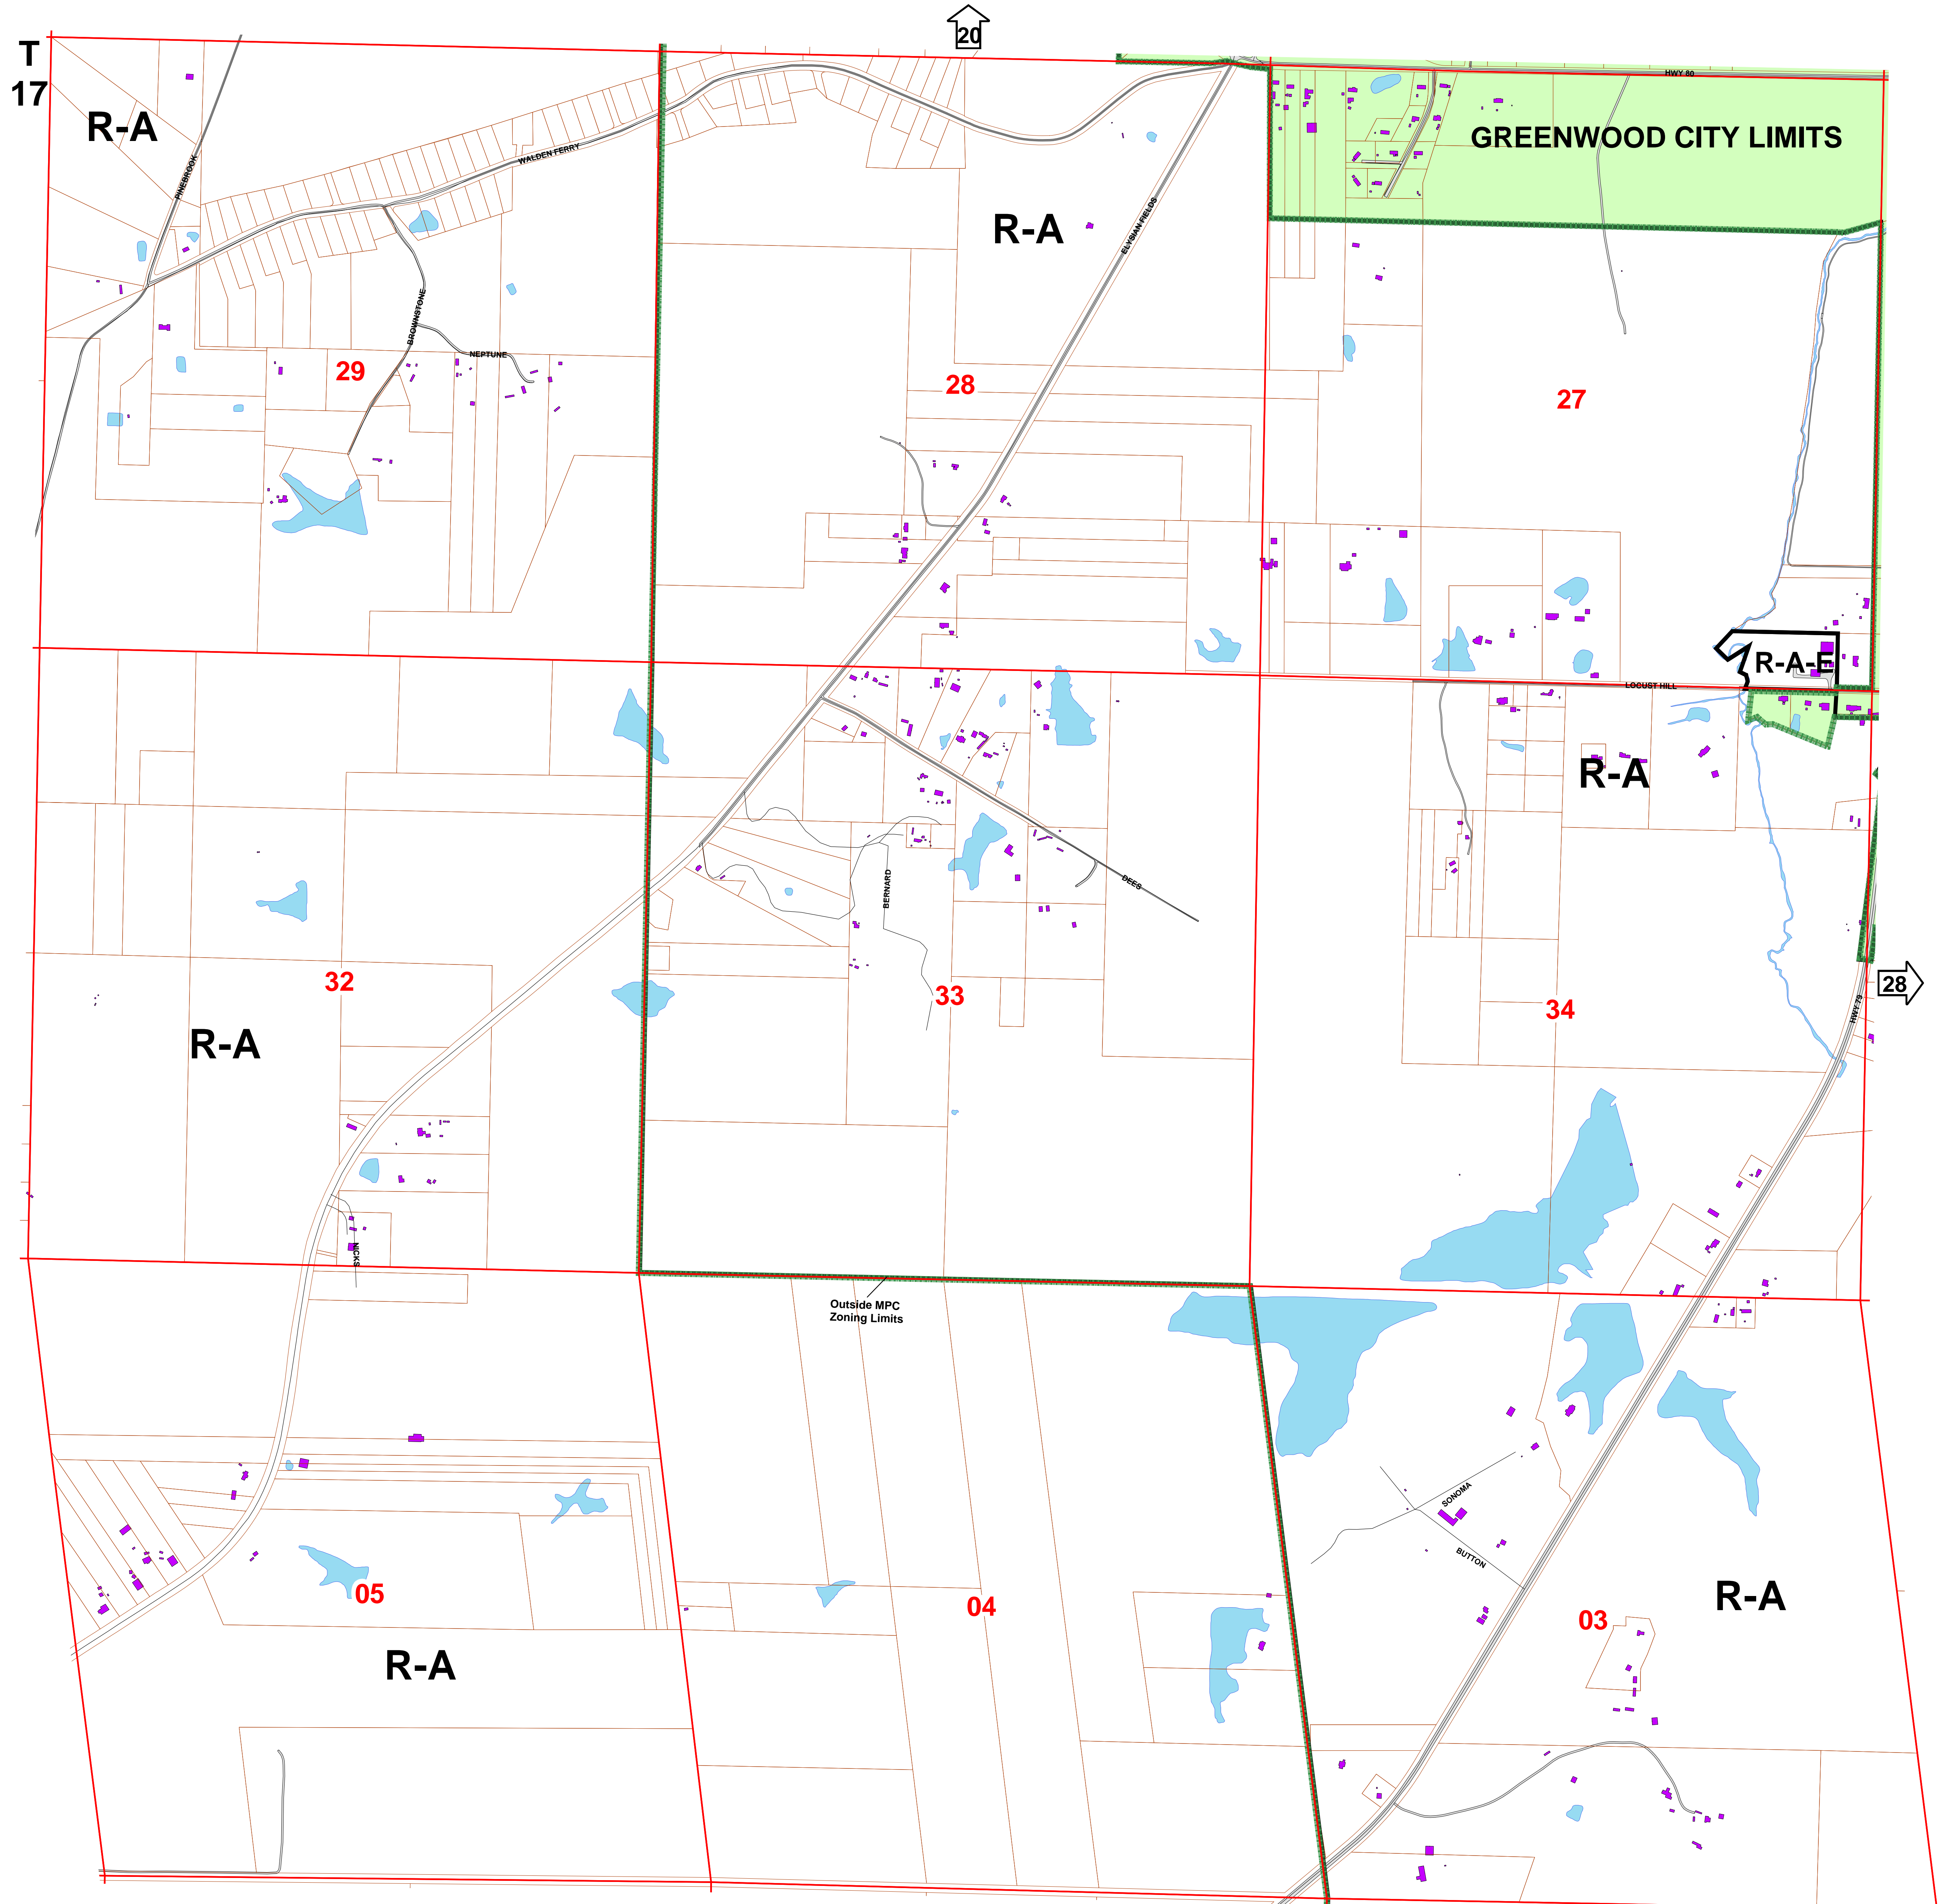 20
T
17
HWY 80
R-A
GREENWOOD CITY LIMITS
WALDEN FERRY
PINEBROOK
R-A
ELYSIAN FIELDS
BROWNSTONE
NEPTUNE
29
28
27
R-A-E
LOCUST HILL
R-A
DEES
BERNARD
32
33
34
28
HWY 79
R-A
NICKS
Outside MPC
Zoning Limits
SONOMA
BUTTON
05
04
03
R-A
R-A